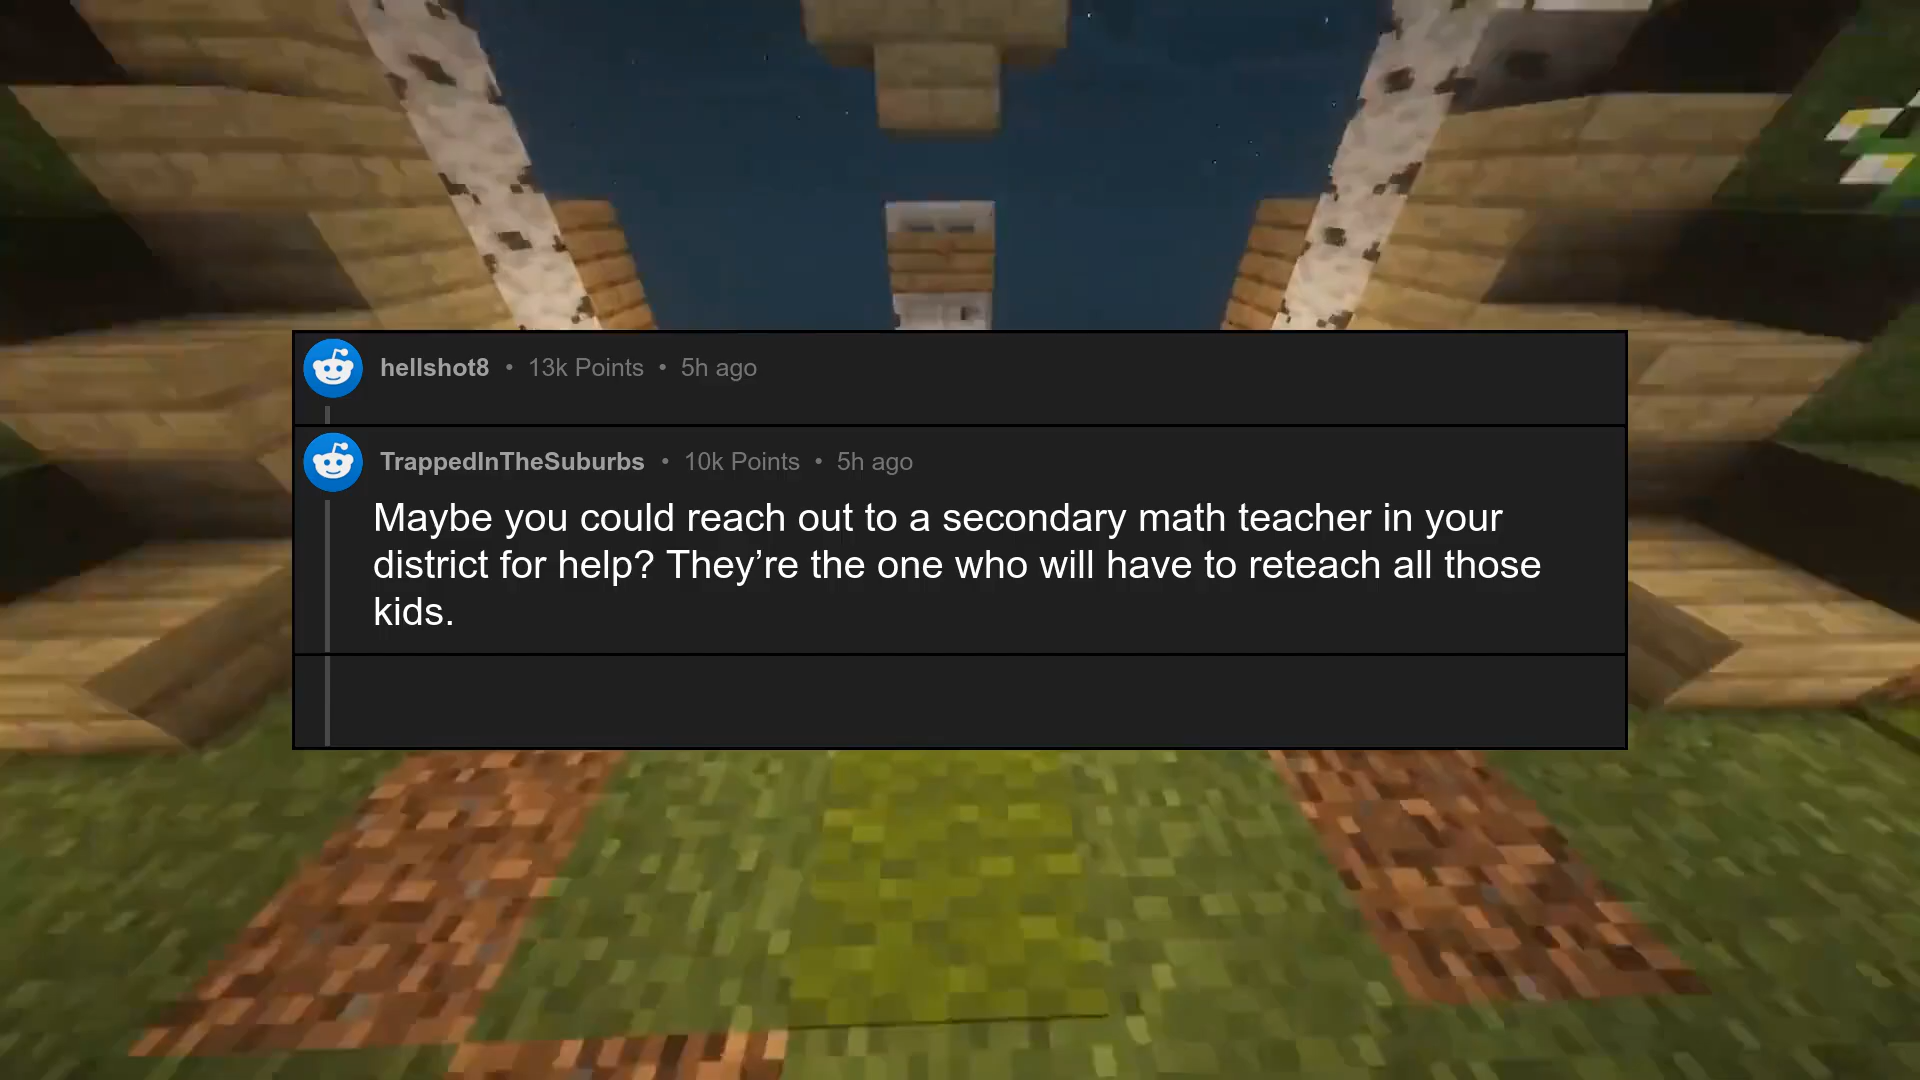 hellshot8 • 13k Points • 5h ago
TrappedInTheSuburbs • 10k Points • 5h ago
Maybe you could reach out to a secondary math teacher in your
district for help? They’re the one who will have to reteach all those
kids.